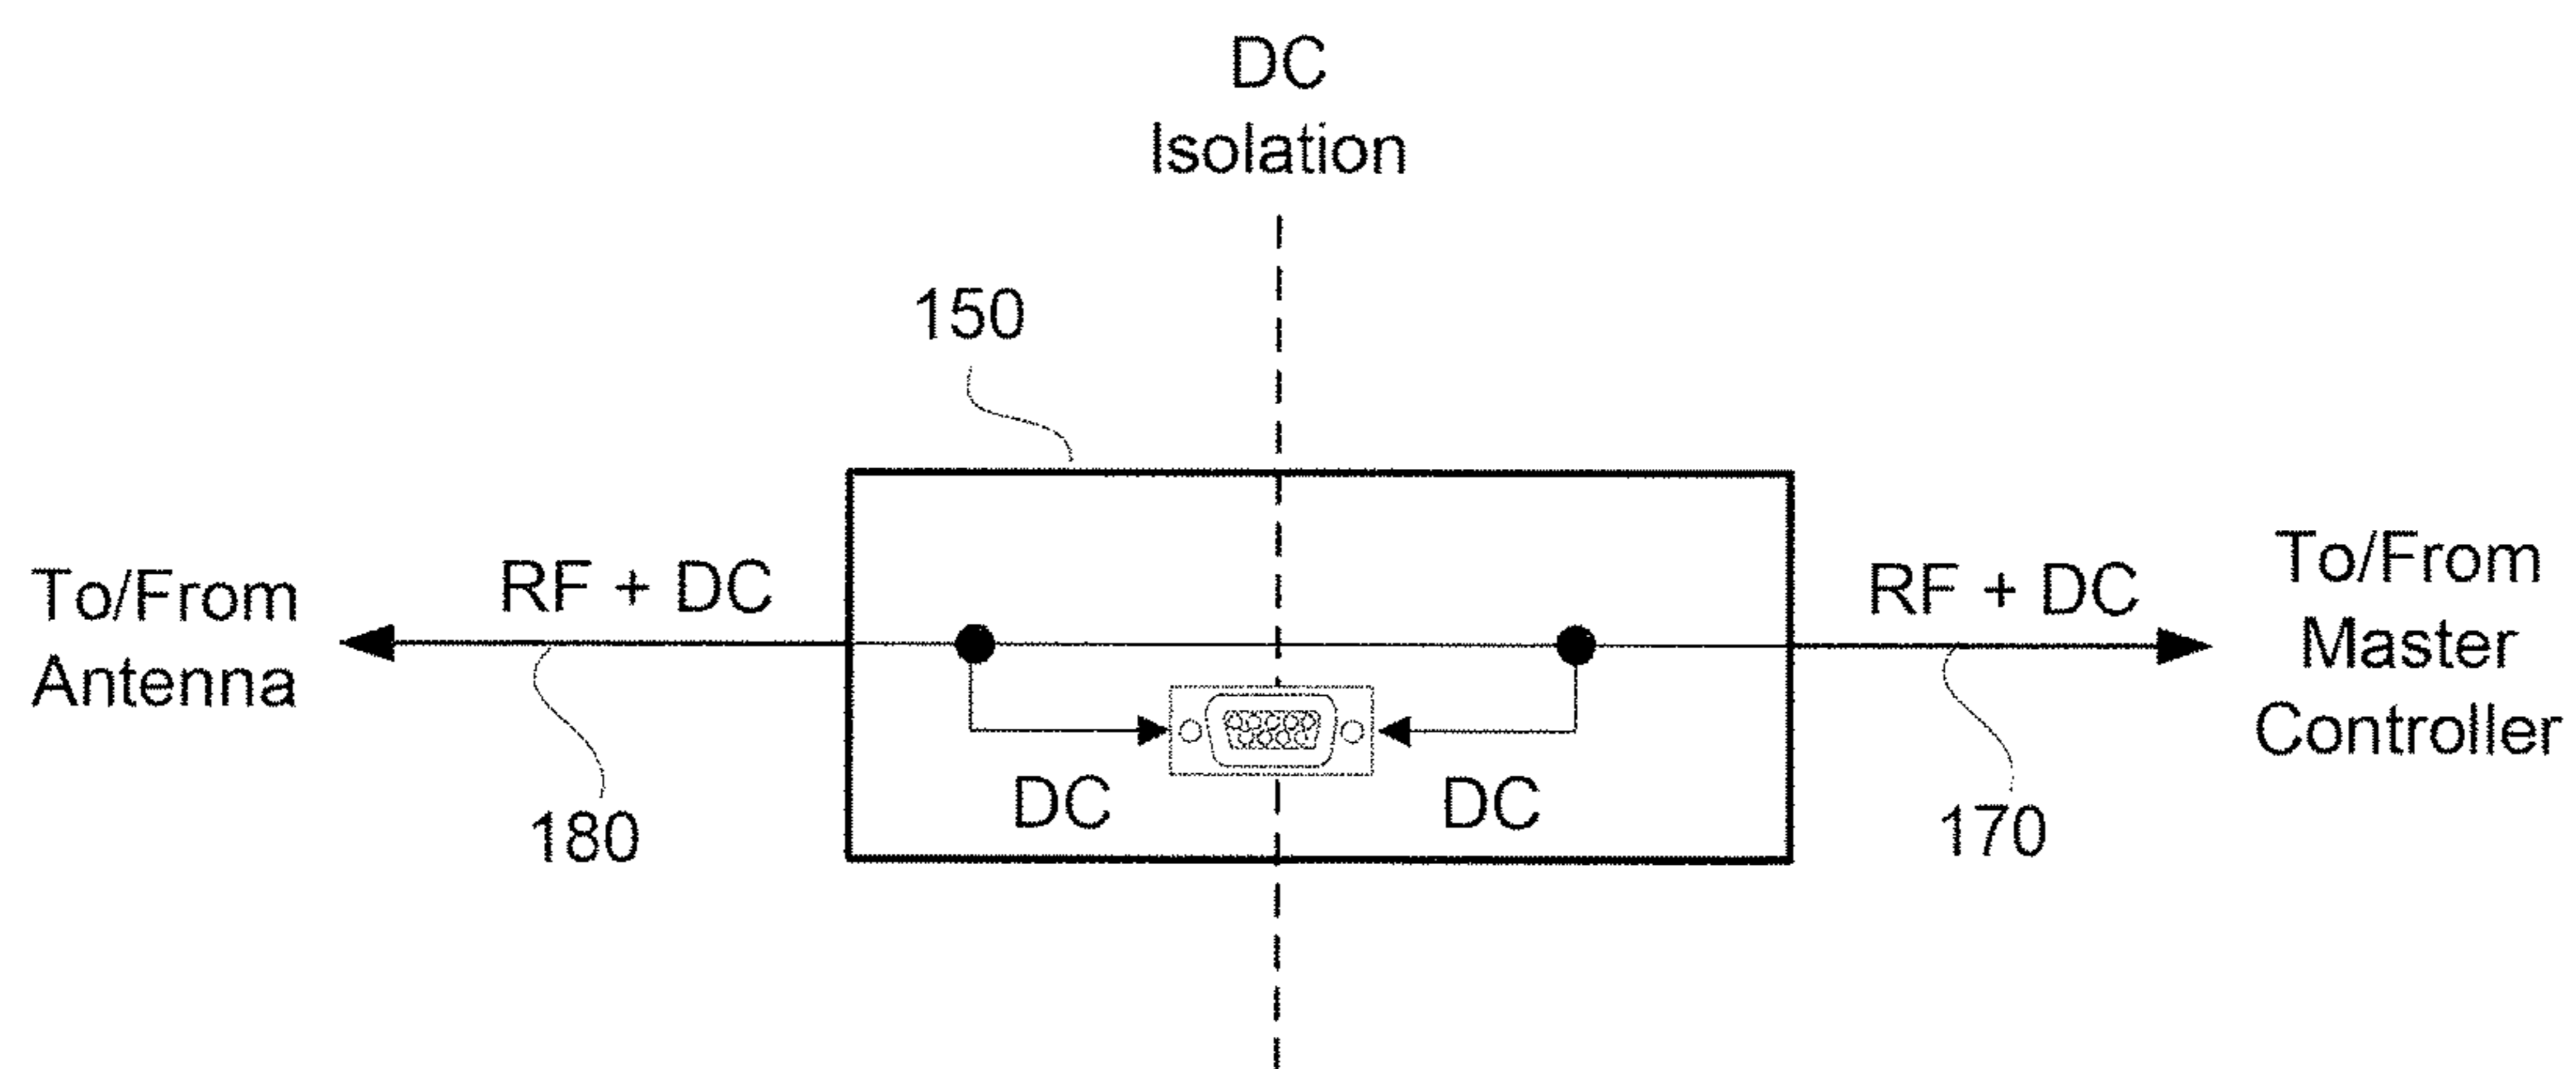 DC
Isolation
150
To/From
Antenna
RF + DC
180
DC
DC
RF + DC
170
To/From
Master
Controller